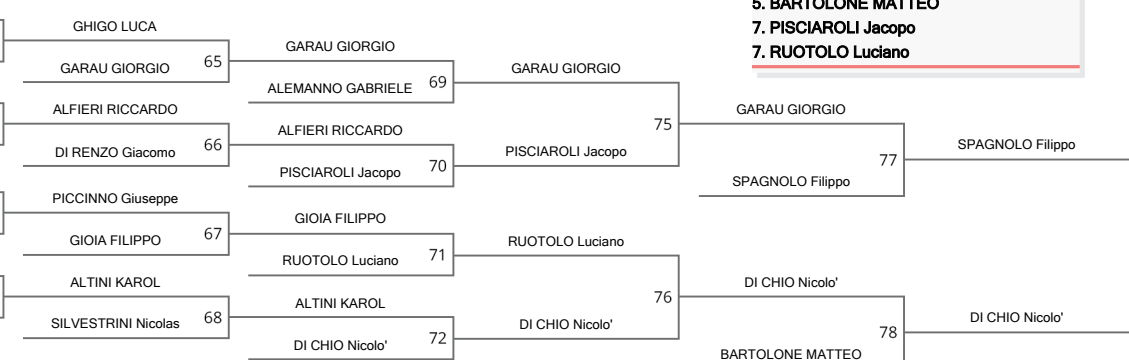 5. BARTOLONE MATTEO
7. PISCIAROLI Jacopo
7. RUOTOLO Luciano
GHIGO LUCA
GARAU GIORGIO
65
ALFIERI RICCARDO
DI RENZO Giacomo
66
PICCINNO Giuseppe
GIOIA FILIPPO
67
ALTINI KAROL
SILVESTRINI Nicolas
68
GARAU GIORGIO
ALEMANNO GABRIELE
69
ALFIERI RICCARDO
PISCIAROLI Jacopo
70
GIOIA FILIPPO
RUOTOLO Luciano
71
ALTINI KAROL
DI CHIO Nicolo'
72
GARAU GIORGIO
PISCIAROLI Jacopo
75
RUOTOLO Luciano
DI CHIO Nicolo'
76
GARAU GIORGIO
SPAGNOLO Filippo
77
DI CHIO Nicolo'
BARTOLONE MATTEO
78
SPAGNOLO Filippo
DI CHIO Nicolo'